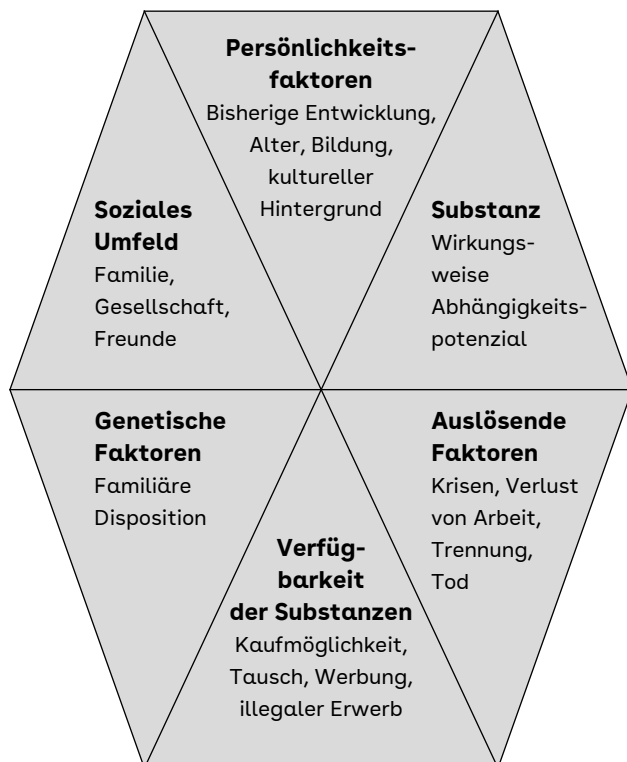 Persönlichkeits-
faktoren
Bisherige Entwicklung,
Alter, Bildung,
kultureller
Hintergrund
Soziales
Umfeld
Familie,
Gesellschaft,
Freunde
Substanz
Wirkungs-
weise
Abhängigkeits-
potenzial
Genetische
Faktoren
Familiäre
Disposition
Verfüg-
barkeit
der Substanzen
Kaufmöglichkeit,
Tausch, Werbung,
illegaler Erwerb
Auslösende
Faktoren
Krisen, Verlust
von Arbeit,
Trennung,
Tod